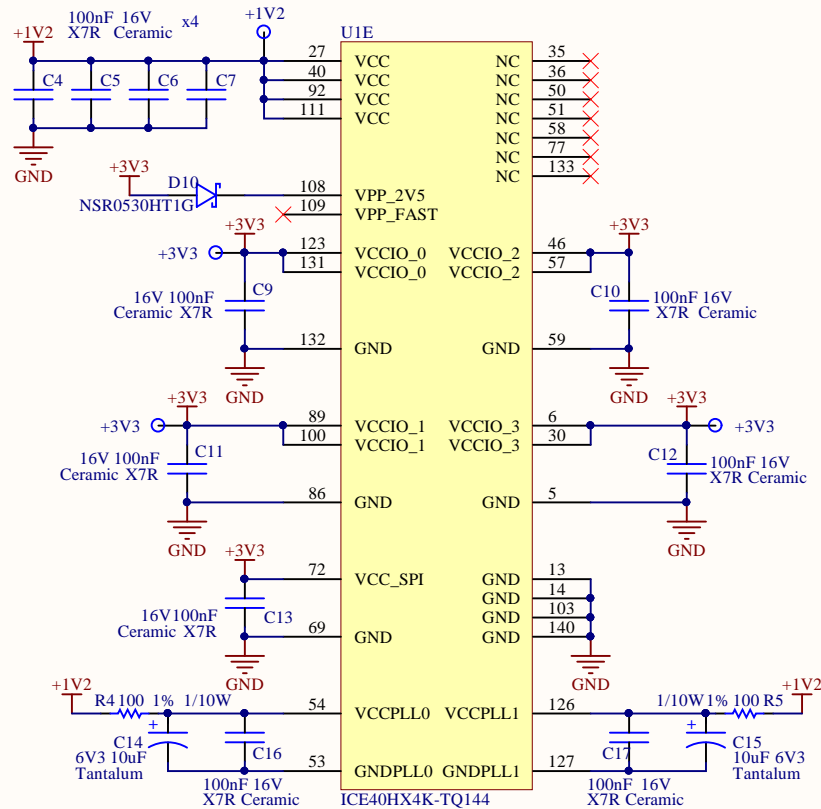 100nF 16V x4
+1V2 X7R Ceramic +1V2
U1E
C4 C5 C6 C7
GND
27 VCC NC 35
40 VCC NC 36
92 VCC NC 50
111 VCC NC 51
NC 58
NC 77
NC 133
+3V3 D10
NSR0530HT1G
108 VPP_2V5
109 VPP_FAST
+3V3 +3V3
+3V3 123 VCCIO_0 VCCIO_2 46
131 VCCIO_0 VCCIO_2 57
C9 C10
16V 100nF 100nF 16V
Ceramic X7R X7R Ceramic
132 GND GND 59
GND GND
+3V3 +3V3
+3V3 89 VCCIO_1 VCCIO_3 6 +3V3
100 VCCIO_1 VCCIO_3 30
C11 C12
16V 100nF 100nF 16V
Ceramic X7R X7R Ceramic
86 GND GND 5
GND GND
+3V3
72 VCC_SPI GND 13
GND 14
16V 100nF C13 GND 103
Ceramic X7R
69 GND GND 140
GND GND
+1V2 R4 100 1% 1/10W 1/10W 1% 100 R5 +1V2
54 VCCPLL0 VCCPLL1 126
+ C14 C16 C17 + C15
6V3 10uF 10uF 6V3
Tantalum Tantalum
53 GNDPLL0 GNDPLL1 127
100nF 16V 100nF 16V
X7R Ceramic X7R Ceramic
ICE40HX4K-TQ144